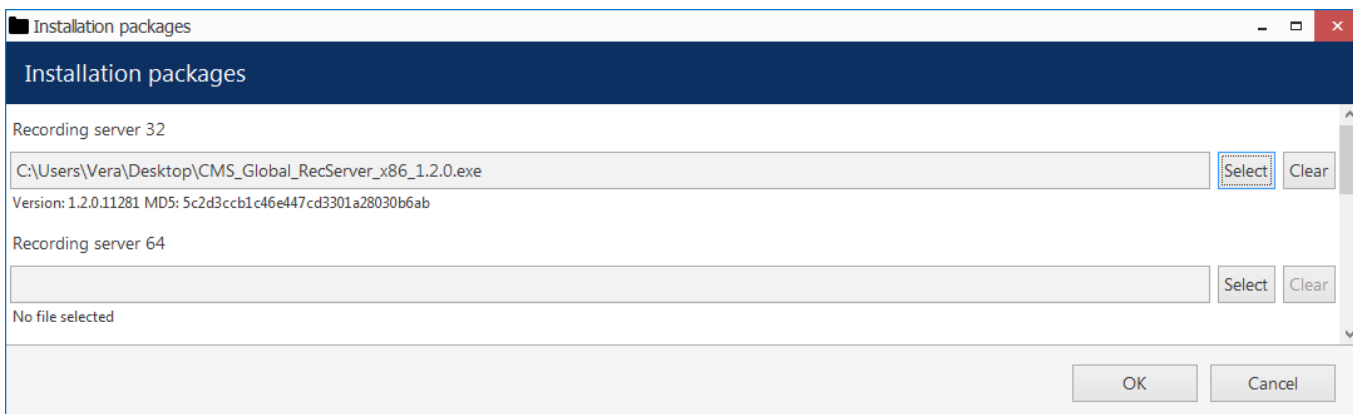 Installation packages
Installation packages
Recording server 32
C:\Users\Vera\Desktop\CMS_Global_RecServer_x86_1.2.0.exe Select Clear
Version: 1.2.0.11281 MD5: 5c2d3ccb1c46e447cd3301a28030b6ab
Recording server 64
Select Clear
No file selected
OK Cancel